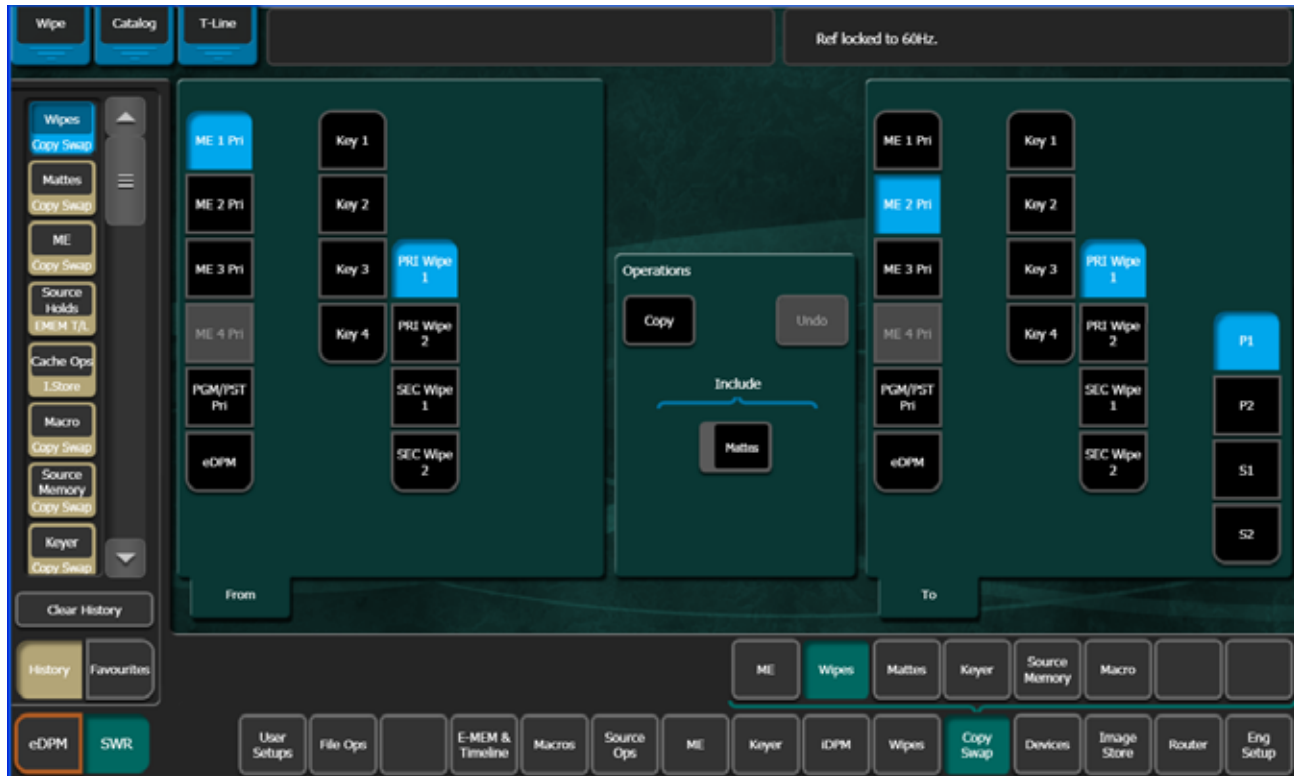 Wipe
Catalog
T-Line
Ref locked to 60Hz.
Wipes
Copy Swap
Mattes
Copy Swap
ME
Copy Swap
Source
Holds
EMEM T/L
Cache Ops
I.Store
Macro
Copy Swap
Source
Memory
Copy Swap
Keyer
Copy Swap
Clear History
History
Favourites
ME 1 Pri
ME 2 Pri
ME 3 Pri
ME 4 Pri
PGM/PST
Pri
eDPM
Key 1
Key 2
Key 3
Key 4
PRI Wipe
1
PRI Wipe
2
SEC Wipe
1
SEC Wipe
2
From
Operations
Copy
Undo
Include
Mattes
ME 1 Pri
ME 2 Pri
ME 3 Pri
ME 4 Pri
PGM/PST
Pri
eDPM
Key 1
Key 2
Key 3
Key 4
PRI Wipe
1
PRI Wipe
2
SEC Wipe
1
SEC Wipe
2
P1
P2
S1
S2
To
ME
Wipes
Mattes
Keyer
Source
Memory
Macro
eDPM
SWR
User
Setups
File Ops
E-MEM &
Timeline
Macros
Source
Ops
ME
Keyer
iDPM
Wipes
Copy
Swap
Devices
Image
Store
Router
Eng
Setup